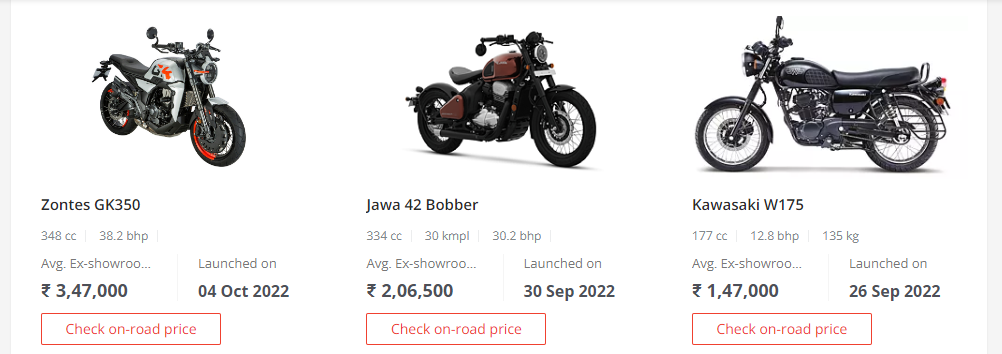 Zontes GK350
348 cc 38.2 bhp
Avg. Ex-showroo... Launched on
₹ 3,47,000 04 Oct 2022
Check on-road price
Jawa 42 Bobber
334 cc 30 kmpl 30.2 bhp
Avg. Ex-showroo... Launched on
₹ 2,06,500 30 Sep 2022
Check on-road price
Kawasaki W175
177 cc 12.8 bhp 135 kg
Avg. Ex-showroo... Launched on
₹ 1,47,000 26 Sep 2022
Check on-road price